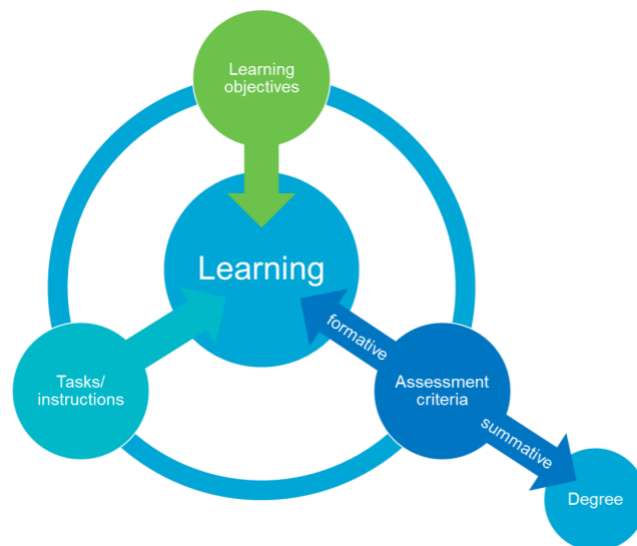 Learning
objectives
Learning
formative
Tasks/
instructions
Assessment
criteria
summative
Degree